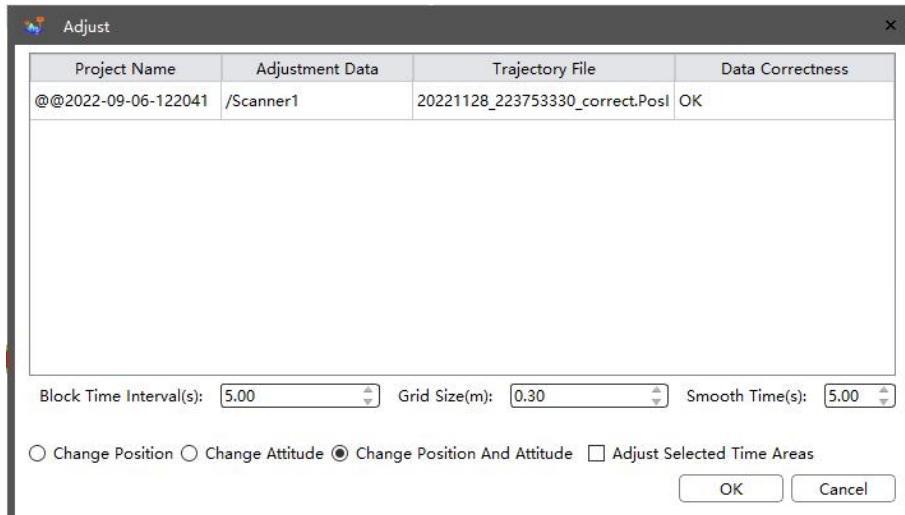 Adjust
Project Name Adjustment Data Trajectory File Data Correctness
@@2022-09-06-122041 /Scanner1 20221128_223753330_correct.Posl OK
Block Time Interval(s): 5.00 Grid Size(m): 0.30 Smooth Time(s): 5.00
Change Position Change Attitude Change Position And Attitude Adjust Selected Time Areas
OK Cancel